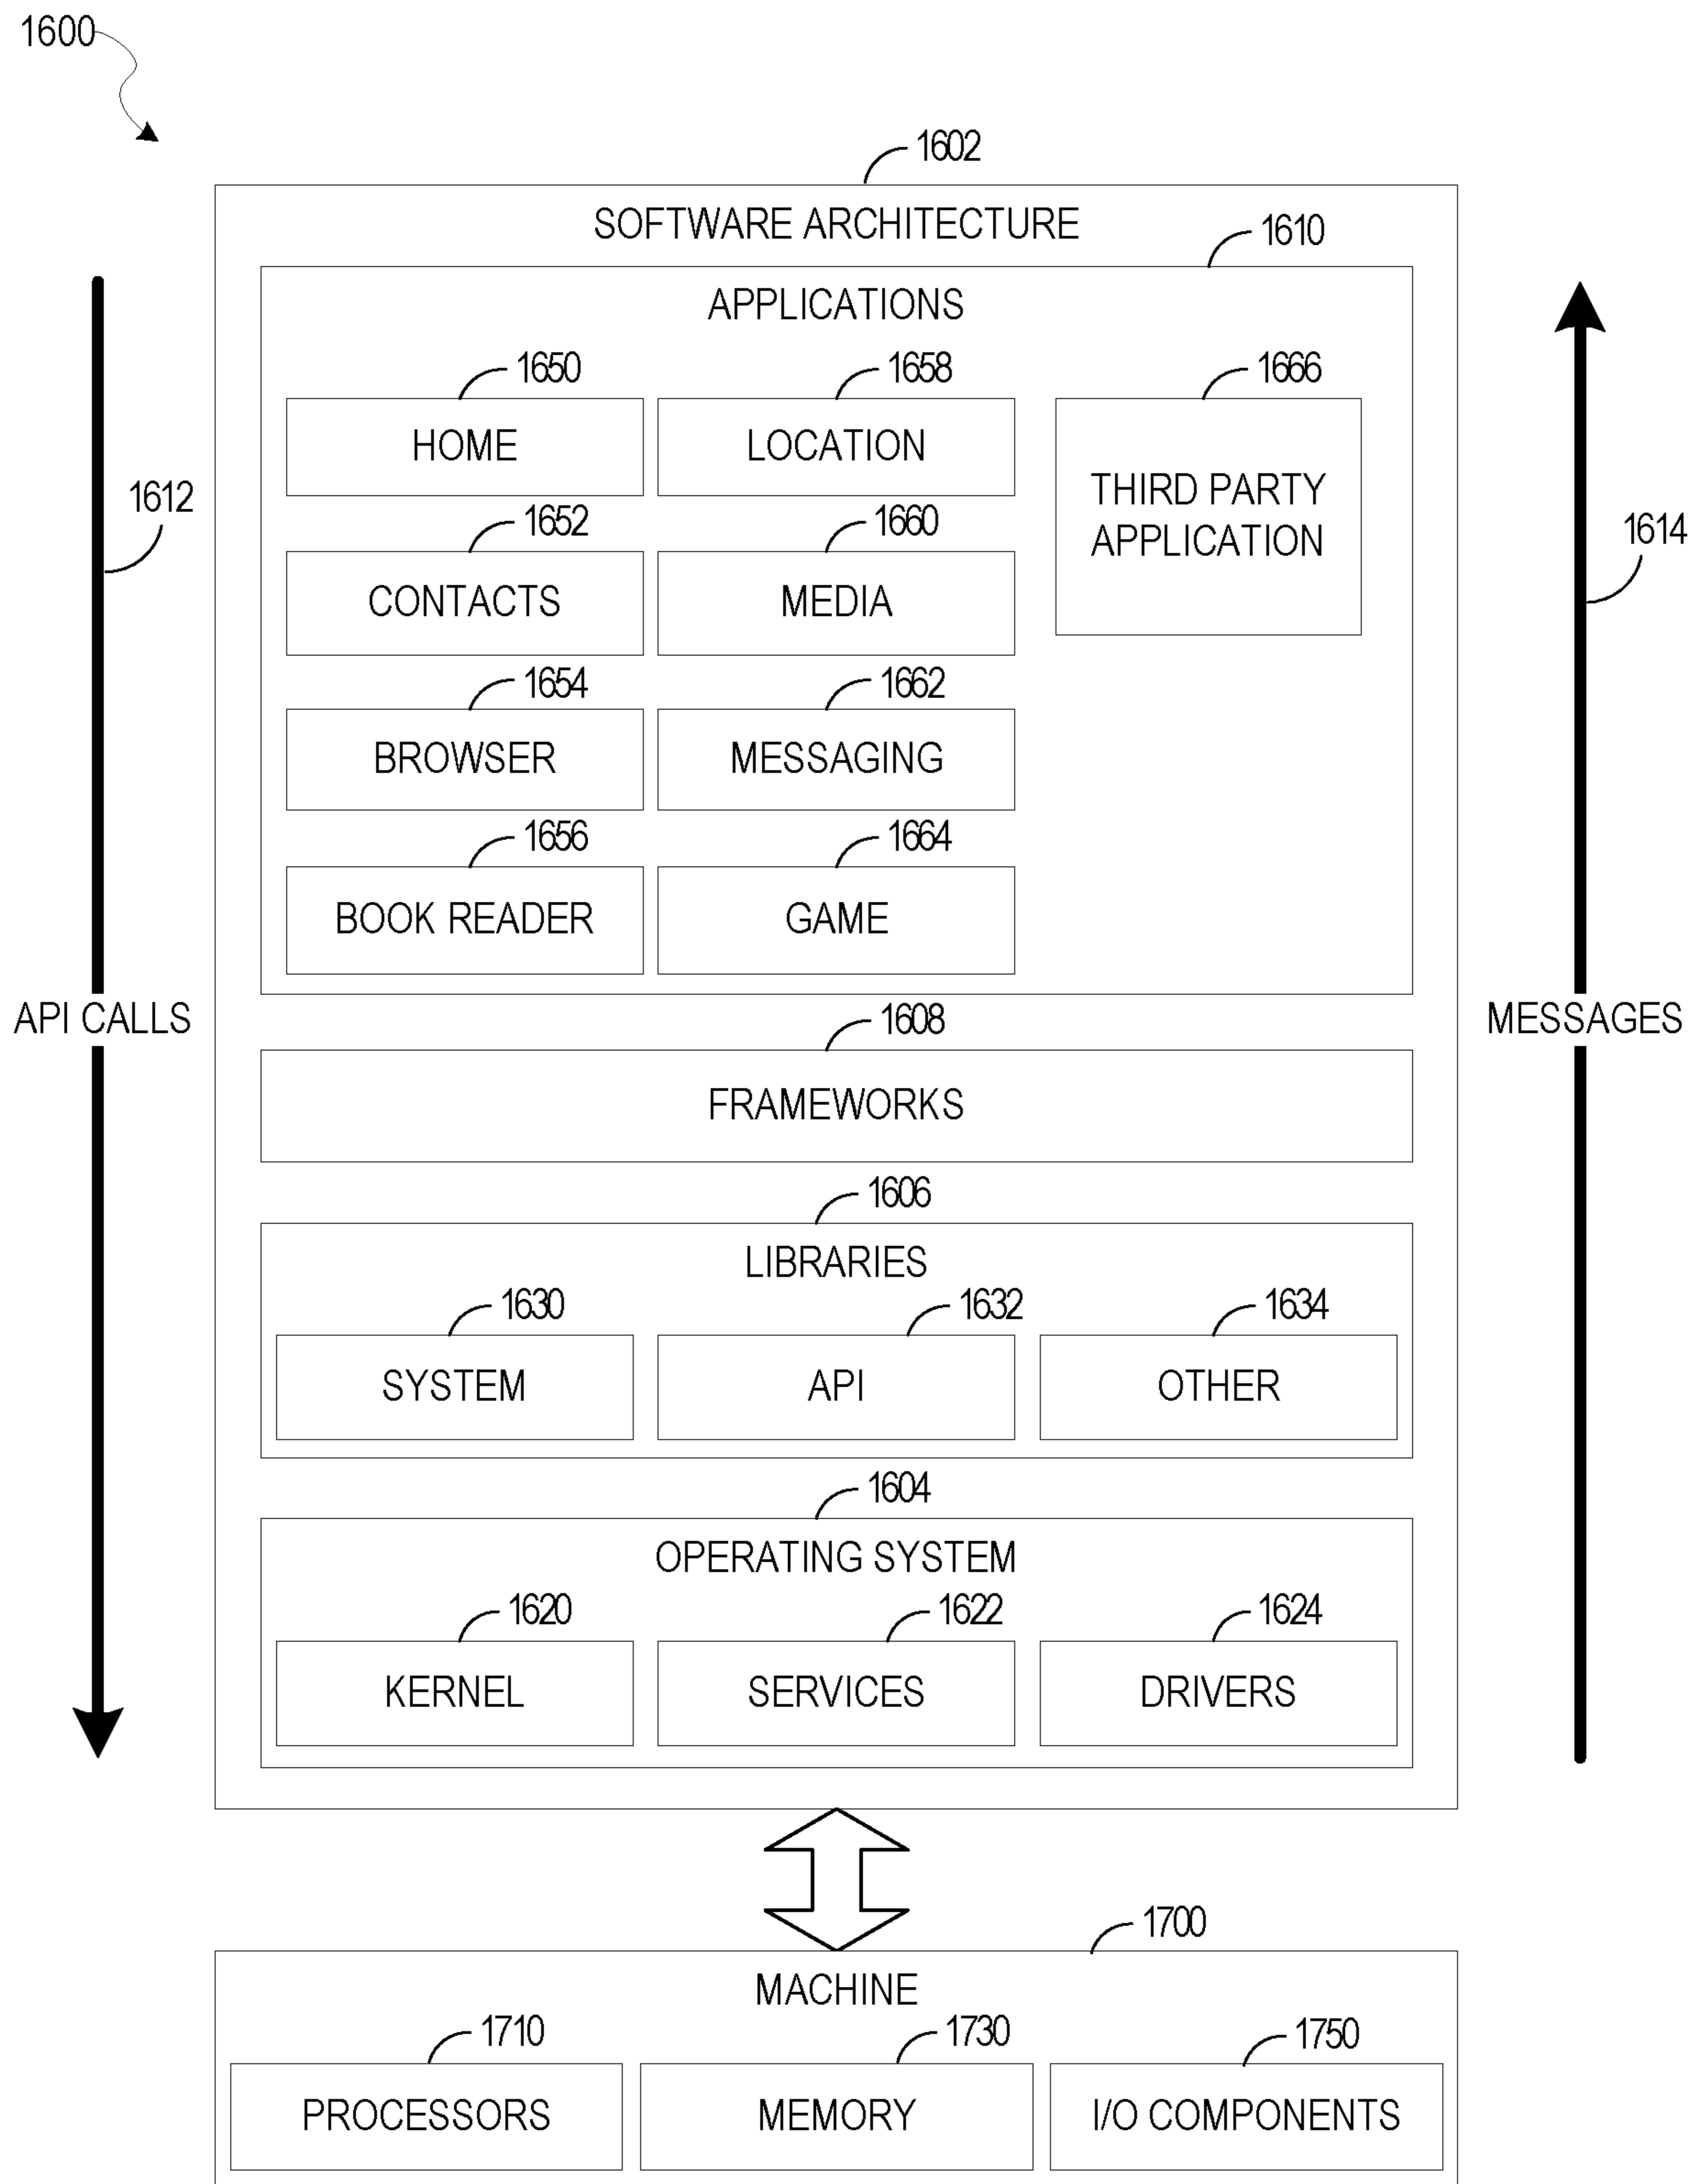 1600
1602
SOFTWARE ARCHITECTURE
1610
APPLICATIONS
1650
1658
1666
HOME
LOCATION
THIRD PARTY
APPLICATION
1612
1614
1652
1660
CONTACTS
MEDIA
1654
1662
BROWSER
MESSAGING
1656
1664
BOOK READER
GAME
API CALLS
MESSAGES
1608
FRAMEWORKS
1606
LIBRARIES
1630
1632
1634
SYSTEM
API
OTHER
1604
OPERATING SYSTEM
1620
1622
1624
KERNEL
SERVICES
DRIVERS
1700
MACHINE
1710
1730
1750
PROCESSORS
MEMORY
I/O COMPONENTS